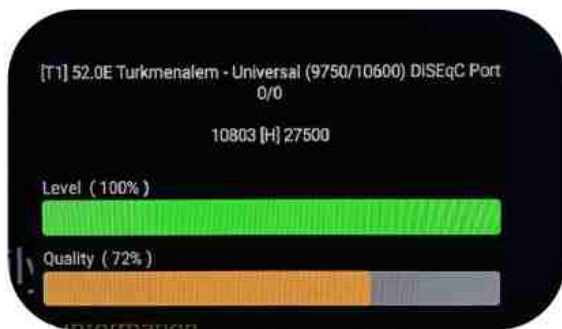 [T1] 52.0E Turkmenalem - Universal (9750/10600) DiSEqC Port
0/0
10803 [H] 27500
Level ( 100% )
Quality ( 72% )